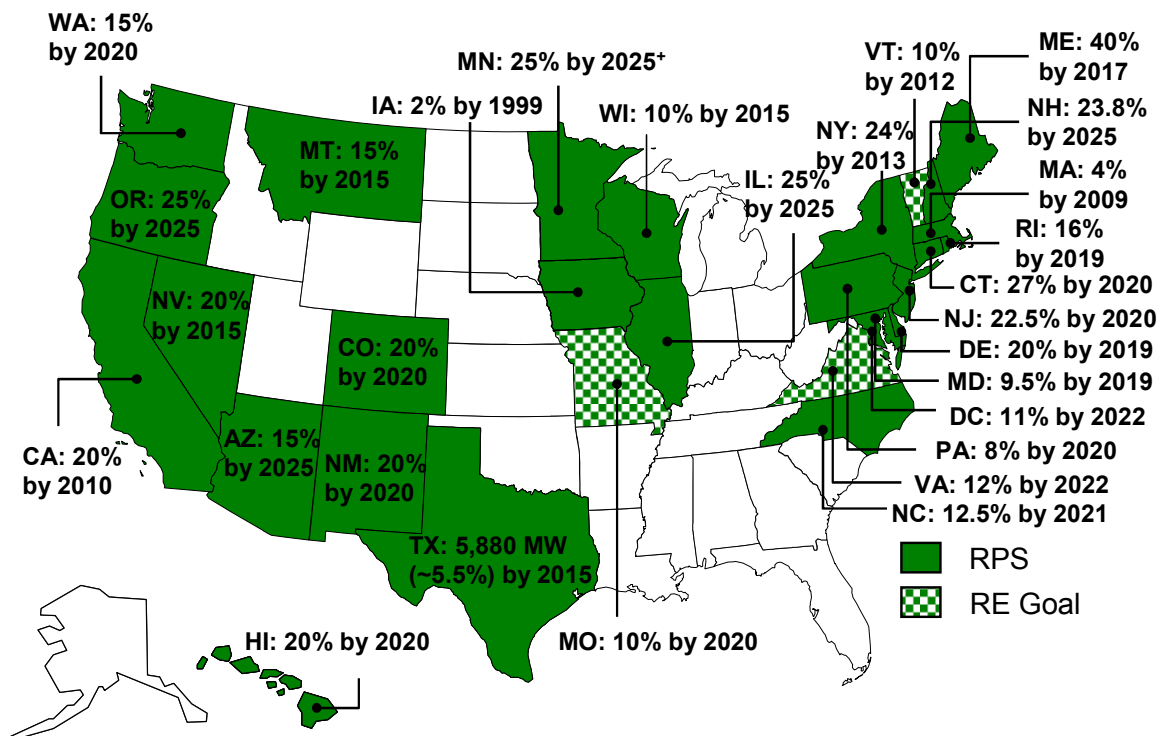 WA: 15%
by 2020
MN: 25% by 2025+
IA: 2% by 1999
WI: 10% by 2015
VT: 10%
by 2012
ME: 40%
by 2017
NH: 23.8%
by 2025
MT: 15%
by 2015
NY: 24%
by 2013
MA: 4%
by 2009
OR: 25%
by 2025
IL: 25%
by 2025
RI: 16%
by 2019
CT: 27% by 2020
NV: 20%
by 2015
NJ: 22.5% by 2020
CO: 20%
by 2020
DE: 20% by 2019
MD: 9.5% by 2019
DC: 11% by 2022
CA: 20%
by 2010
AZ: 15%
by 2025
NM: 20%
by 2020
PA: 8% by 2020
VA: 12% by 2022
NC: 12.5% by 2021
TX: 5,880 MW
(~5.5%) by 2015
RPS
RE Goal
HI: 20% by 2020
MO: 10% by 2020